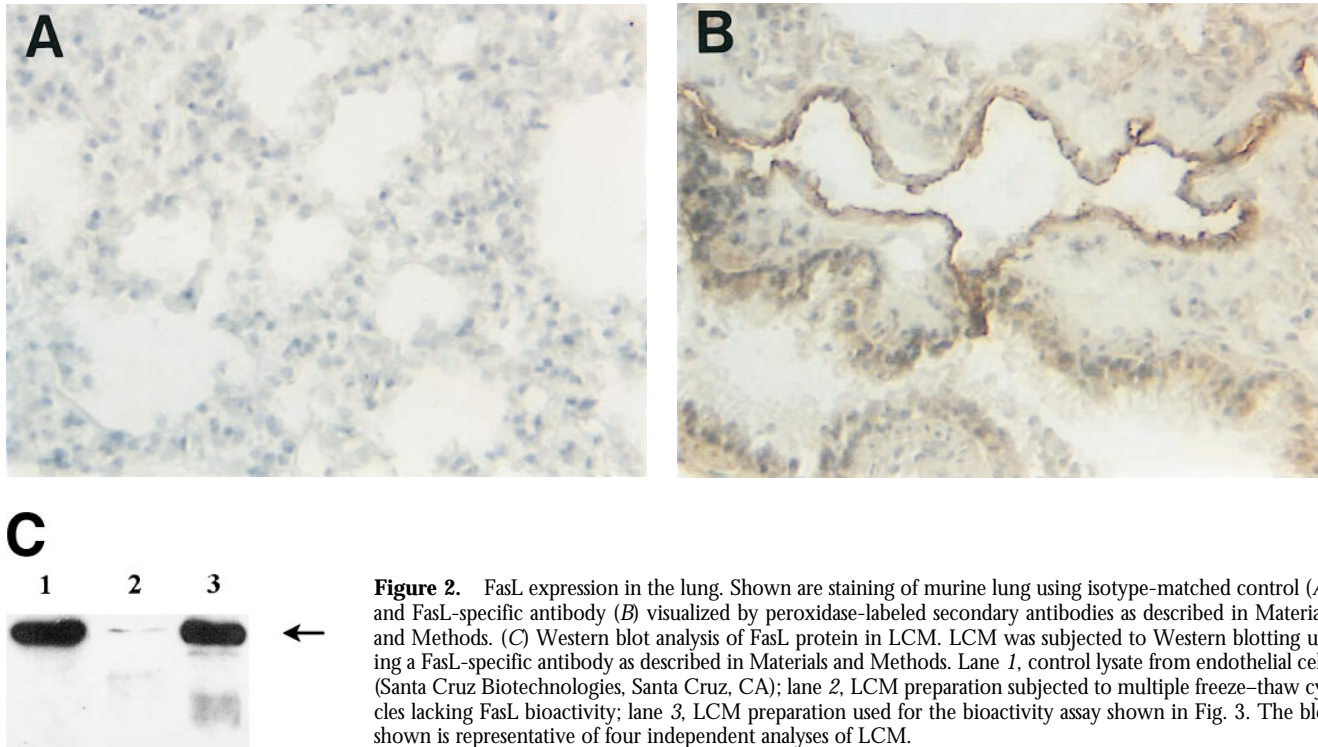 A
B
C
1 2 3
Figure 2. FasL expression in the lung. Shown are staining of murine lung using isotype-matched control (A
and FasL-specific antibody (B) visualized by peroxidase-labeled secondary antibodies as described in Materia
and Methods. (C) Western blot analysis of FasL protein in LCM. LCM was subjected to Western blotting u
ing a FasL-specific antibody as described in Materials and Methods. Lane 1, control lysate from endothelial cel
(Santa Cruz Biotechnologies, Santa Cruz, CA); lane 2, LCM preparation subjected to multiple freeze–thaw cy
cles lacking FasL bioactivity; lane 3, LCM preparation used for the bioactivity assay shown in Fig. 3. The blo
shown is representative of four independent analyses of LCM.